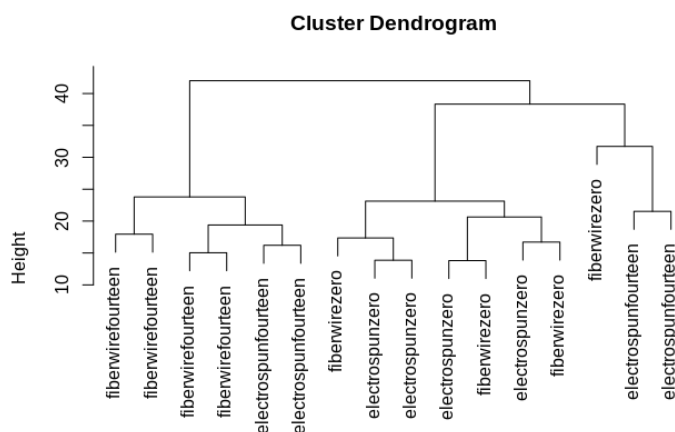 Cluster Dendrogram
Height
40
30
20
10
fiberwirefourteen
fiberwirefourteen
fiberwirefourteen
fiberwirefourteen
electrospunfourteen
electrospunfourteen
fiberwirezero
electrospunzero
electrospunzero
electrospunzero
fiberwirezero
electrospunzero
fiberwirezero
fiberwirezero
electrospunfourteen
electrospunfourteen